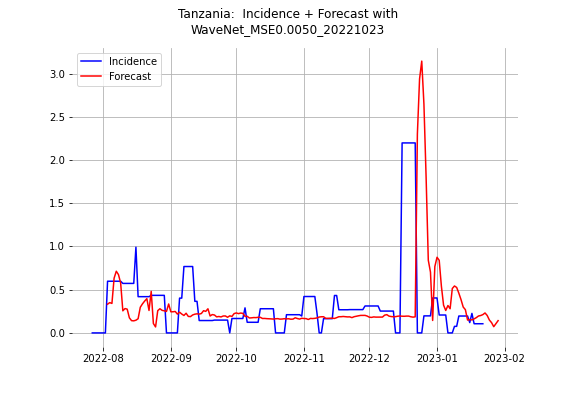 Tanzania:  Incidence + Forecast with
WaveNet_MSE0.0050_20221023
Incidence
Forecast
3.0
2.5
2.0
1.5
1.0
0.5
0.0
2022-08 2022-09 2022-10 2022-11 2022-12 2023-01 2023-02